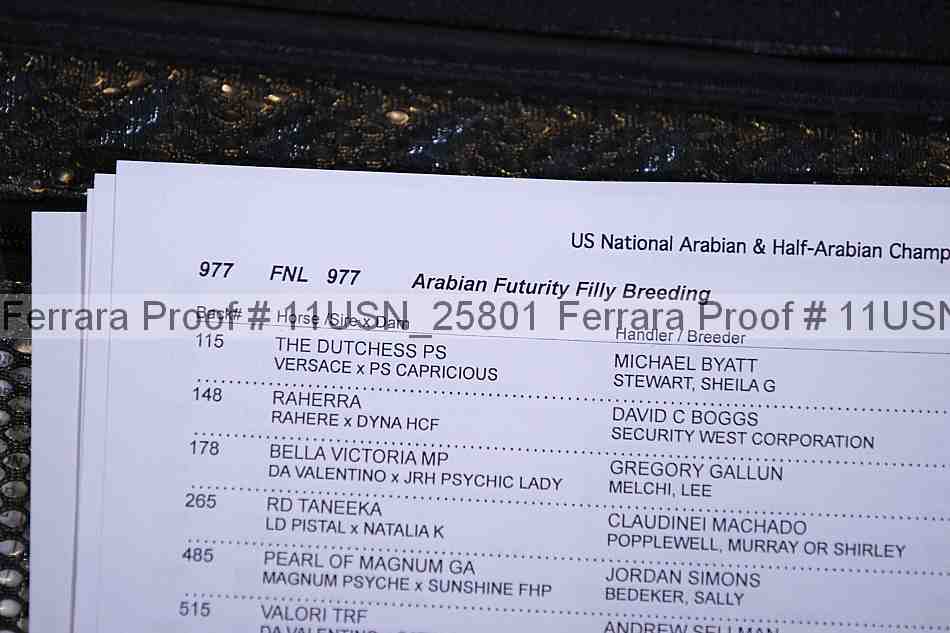 US National Arabian & Half-Arabian Champ
977 FNL 977 Arabian Futurity Filly Breeding
Ferrara Proof # 11USN_25801 Ferrara Proof # 11USN
Back# Horse / Sire x Dam Handler / Breeder
115 THE DUTCHESS PS MICHAEL BYATT
VERSACE x PS CAPRICIOUS STEWART, SHEILA G
148 RAHERRA DAVID C BOGGS
RAHERE x DYNA HCF SECURITY WEST CORPORATION
178 BELLA VICTORIA MP GREGORY GALLUN
DA VALENTINO x JRH PSYCHIC LADY MELCHI, LEE
265 RD TANEEKA CLAUDINEI MACHADO
LD PISTAL x NATALIA K POPPLEWELL, MURRAY OR SHIRLEY
485 PEARL OF MAGNUM GA JORDAN SIMONS
MAGNUM PSYCHE x SUNSHINE FHP BEDEKER, SALLY
515 VALORI TRF ANDREW SELLMAN
DA VALENTINO x